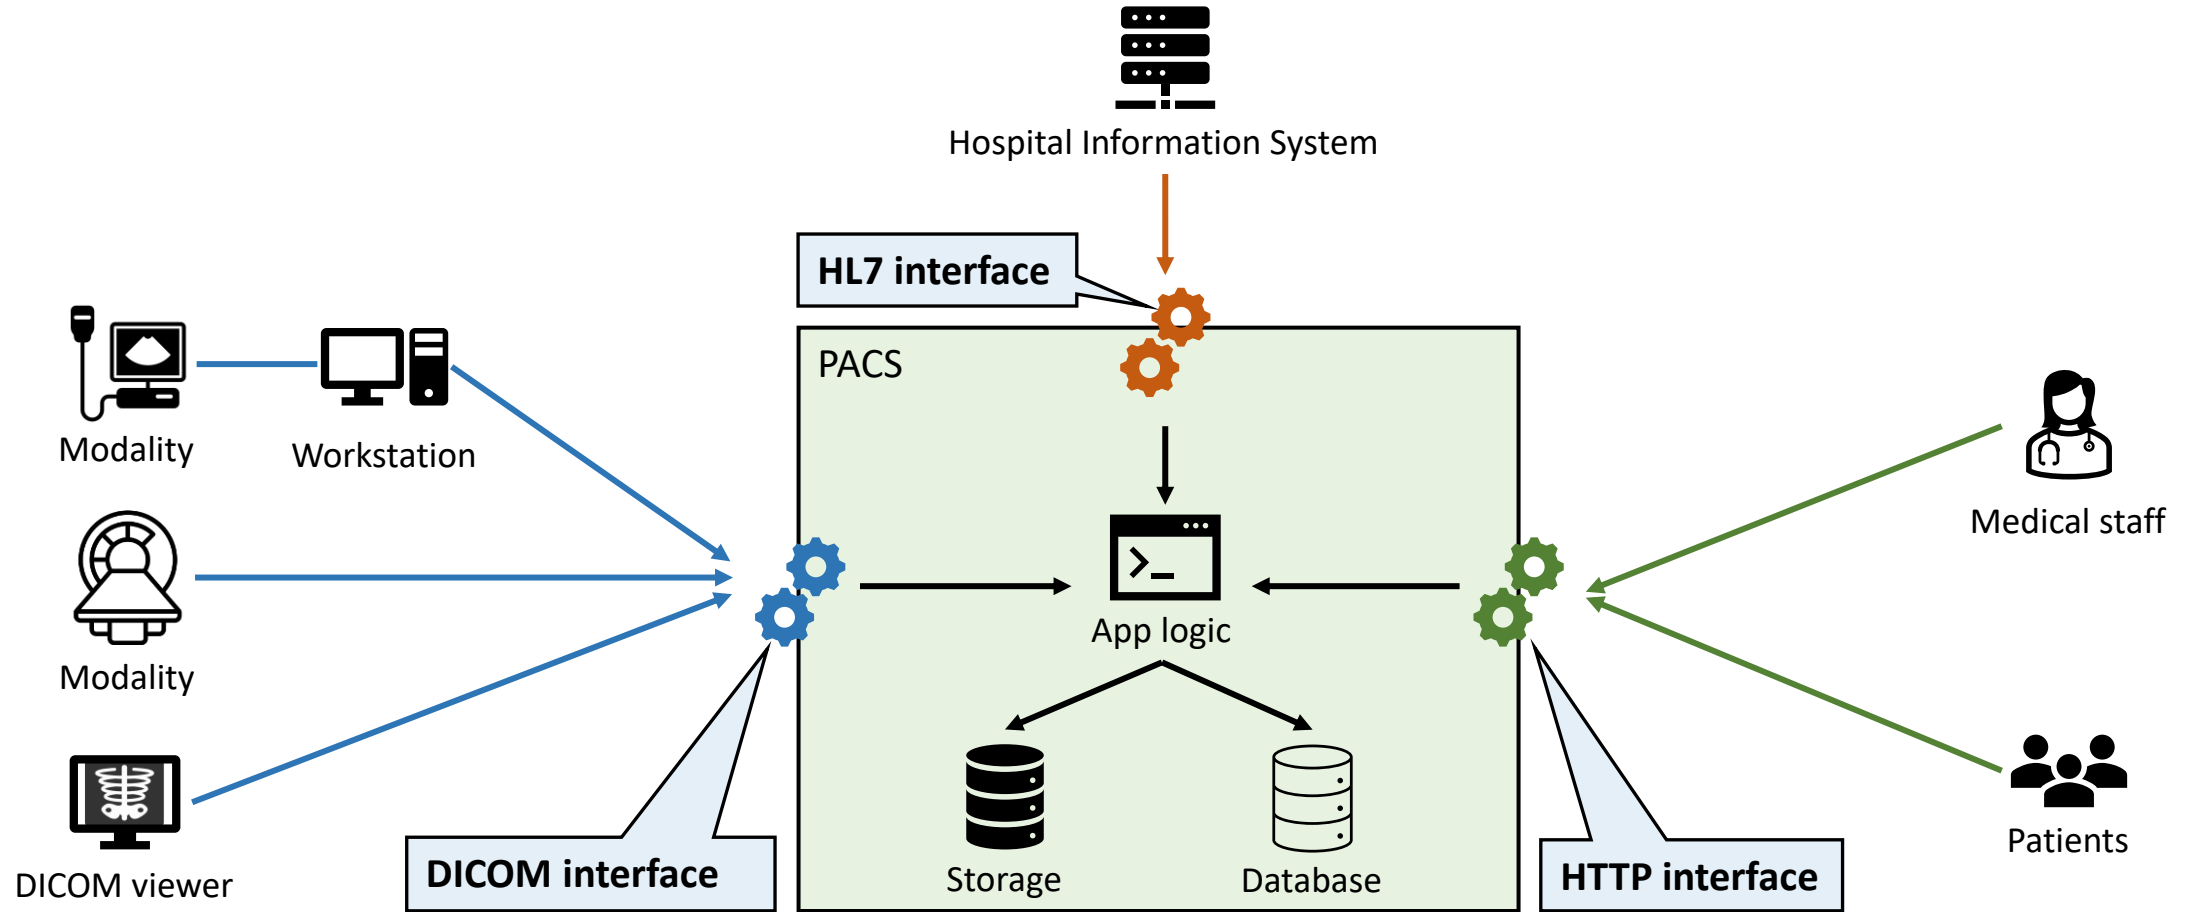 Hospital Information System
HL7 interface
PACS
Modality
Workstation
Medical staff
App logic
Modality
Patients
DICOM viewer
DICOM interface
Storage
Database
HTTP interface